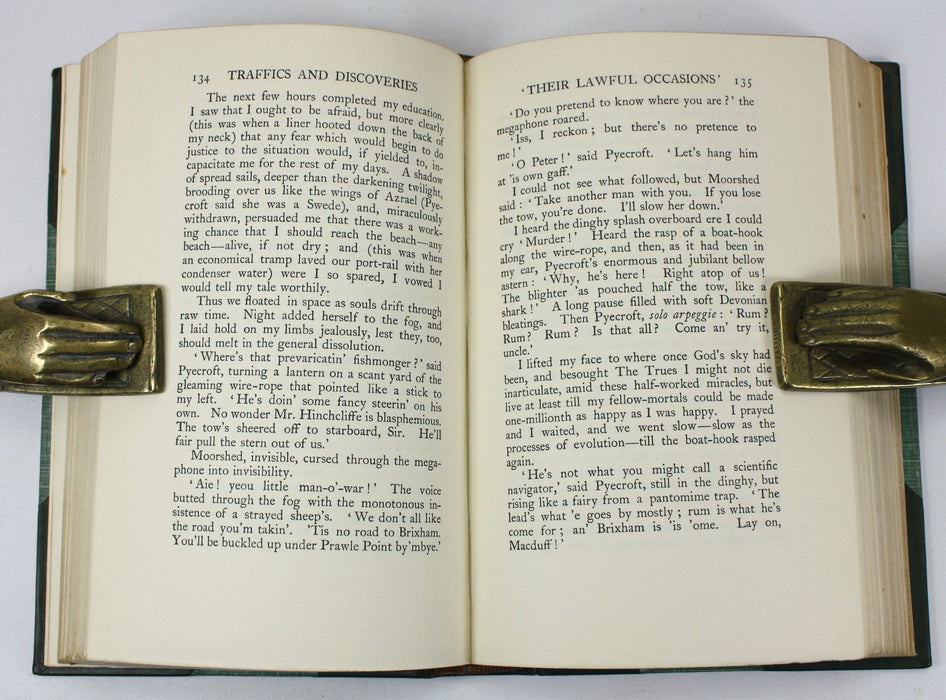 134 TRAFFICS AND DISCOVERIES
The next few hours completed my education.
I saw that I ought to be afraid, but more clearly
(this was when a liner hooted down the back of
my neck) that any fear which would begin to do
justice to the situation would, if yielded to, in-
capacitate me for the rest of my days. A shadow
of spread sails, deeper than the darkening twilight,
brooding over us like the wings of Azrael (Pye-
croft said she was a Swede), and, miraculously
withdrawn, persuaded me that there was a work-
ing chance that I should reach the beach—any
beach—alive, if not dry; and (this was when
an economical tramp laved our port-rail with her
condenser water) were I so spared, I vowed I
would tell my tale worthily.
Thus we floated in space as souls drift through
raw time. Night added herself to the fog, and
I laid hold on my limbs jealously, lest they, too,
should melt in the general dissolution.
‘Where's that prevaricatin' fishmonger?’ said
Pyecroft, turning a lantern on a scant yard of the
gleaming wire-rope that pointed like a stick to
my left. ‘He's doin' some fancy steerin' on his
own. No wonder Mr. Hinchcliffe is blasphemious.
The tow's sheered off to starboard, Sir. He'll
fair pull the stern out of us.’
Moorshed, invisible, cursed through the mega-
phone into invisibility.
‘Aie! yeou little man-o'-war!’ The voice
butted through the fog with the monotonous in-
sistence of a strayed sheep's. ‘We don't all like
the road you'm takin'. 'Tis no road to Brixham.
You'll be buckled up under Prawle Point by'mbye.’
‘THEIR LAWFUL OCCASIONS’ 135
‘Do you pretend to know where you are?’ the
megaphone roared.
‘Iss, I reckon; but there's no pretence to
me!’
‘O Peter!’ said Pyecroft. ‘Let's hang him
at 'is own gaff.’
I could not see what followed, but Moorshed
said: ‘Take another man with you. If you lose
the tow, you're done. I'll slow her down.’
I heard the dinghy splash overboard ere I could
cry ‘Murder!’ Heard the rasp of a boat-hook
along the wire-rope, and then, as it had been in
my ear, Pyecroft's enormous and jubilant bellow
astern: ‘Why, he's here! Right atop of us!
The blighter 'as pouched half the tow, like a
shark!’ A long pause filled with soft Devonian
bleatings. Then Pyecroft, solo arpeggie: ‘Rum?
Rum? Rum? Is that all? Come an' try it,
uncle.’
I lifted my face to where once God's sky had
been, and besought The Trues I might not die
inarticulate, amid these half-worked miracles, but
live at least till my fellow-mortals could be made
one-millionth as happy as I was happy. I prayed
and I waited, and we went slow—slow as the
processes of evolution—till the boat-hook rasped
again.
‘He's not what you might call a scientific
navigator,’ said Pyecroft, still in the dinghy, but
rising like a fairy from a pantomime trap. ‘The
lead's what 'e goes by mostly; rum is what he's
come for; an' Brixham is 'is 'ome. Lay on,
Macduff!’